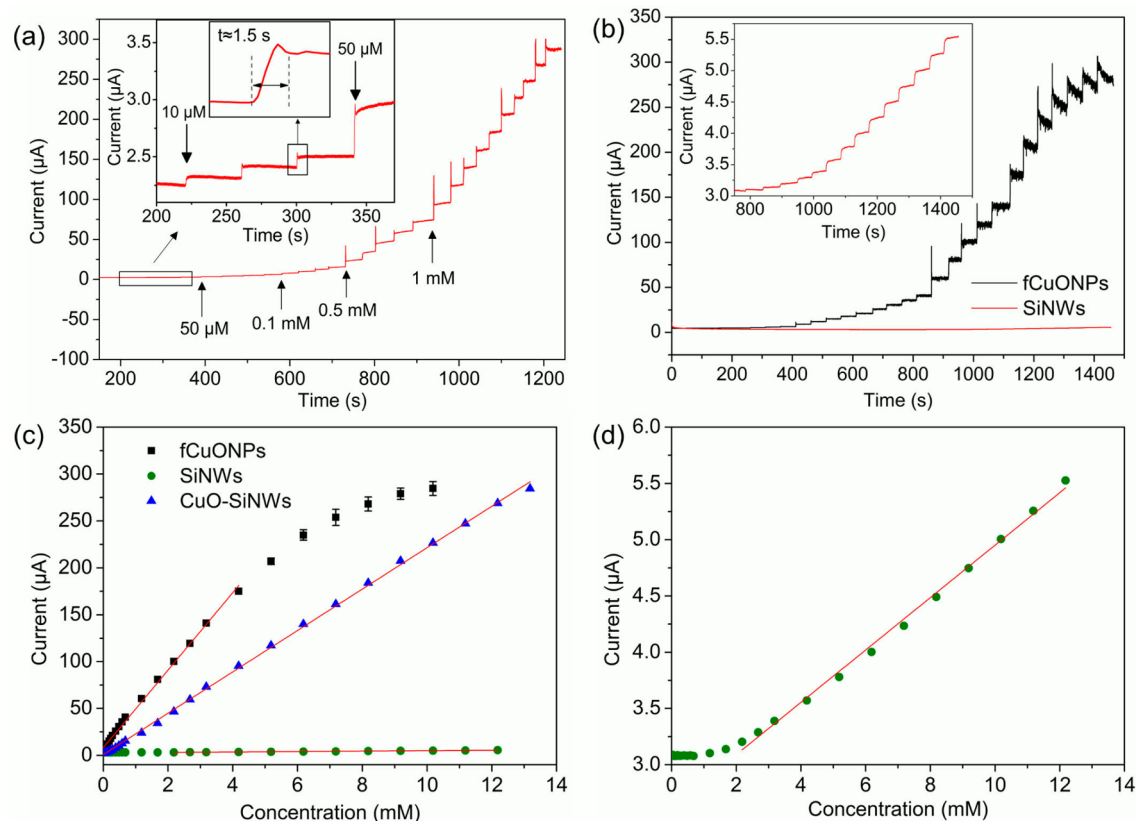 (a)
300
250
200
150
100
50
0
-50
-100
Current (µA)
200 400 600 800 1000 1200
Time (s)
3.5
3.0
2.5
Current (µA)
200 250 300 350
Time (s)
t≈1.5 s
10 µM
50 µM
50 µM
0.1 mM
0.5 mM
1 mM
(b)
350
300
250
200
150
100
50
0
Current (µA)
0 200 400 600 800 1000 1200 1400
Time (s)
5.5
5.0
4.5
4.0
3.5
3.0
Current (µA)
800 1000 1200 1400
Time (s)
fCuONPs
SiNWs
(c)
350
300
250
200
150
100
50
0
Current (µA)
fCuONPs
SiNWs
CuO-SiNWs
0 2 4 6 8 10 12 14
Concentration (mM)
(d)
6.0
5.5
5.0
4.5
4.0
3.5
3.0
Current (µA)
0 2 4 6 8 10 12 14
Concentration (mM)